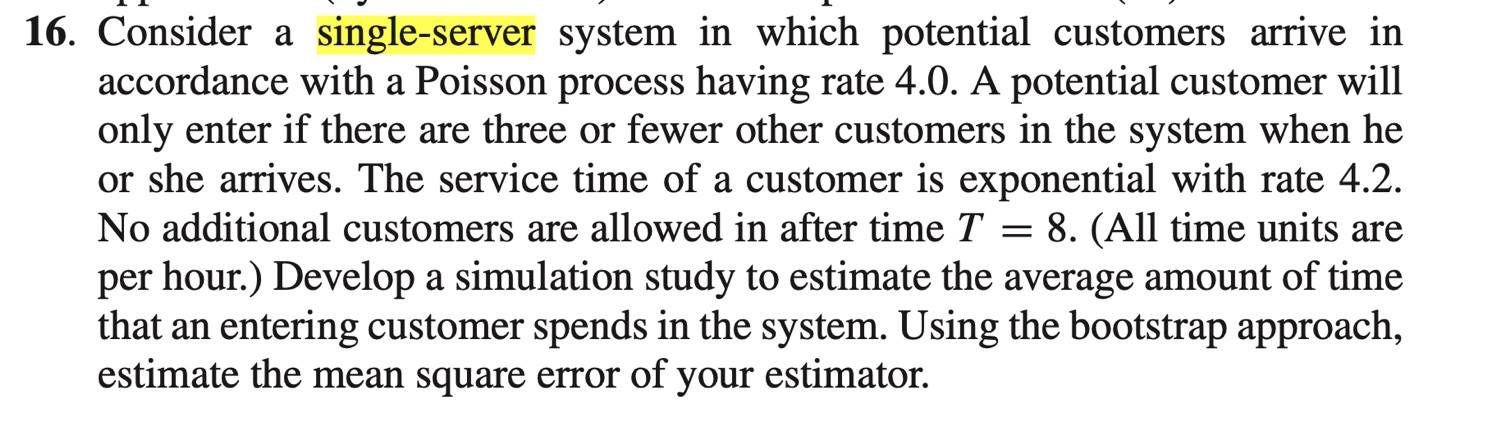 16. Consider a single-server system in which potential customers arrive in
accordance with a Poisson process having rate 4.0. A potential customer will
only enter if there are three or fewer other customers in the system when he
or she arrives. The service time of a customer is exponential with rate 4.2.
No additional customers are allowed in after time T = 8. (All time units are
per hour.) Develop a simulation study to estimate the average amount of time
that an entering customer spends in the system. Using the bootstrap approach,
estimate the mean square error of your estimator.